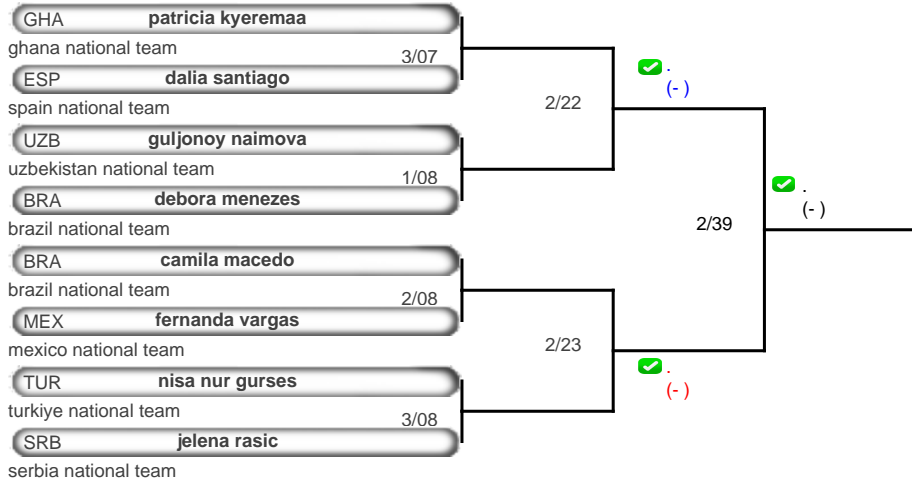 GHA patricia kyeremaa
ghana national team
3/07
ESP dalia santiago
spain national team
2/22
.
(- )
UZB guljonoy naimova
uzbekistan national team
1/08
BRA debora menezes
brazil national team
2/39
.
(- )
BRA camila macedo
brazil national team
2/08
MEX fernanda vargas
mexico national team
2/23
.
(- )
TUR nisa nur gurses
turkiye national team
3/08
SRB jelena rasic
serbia national team